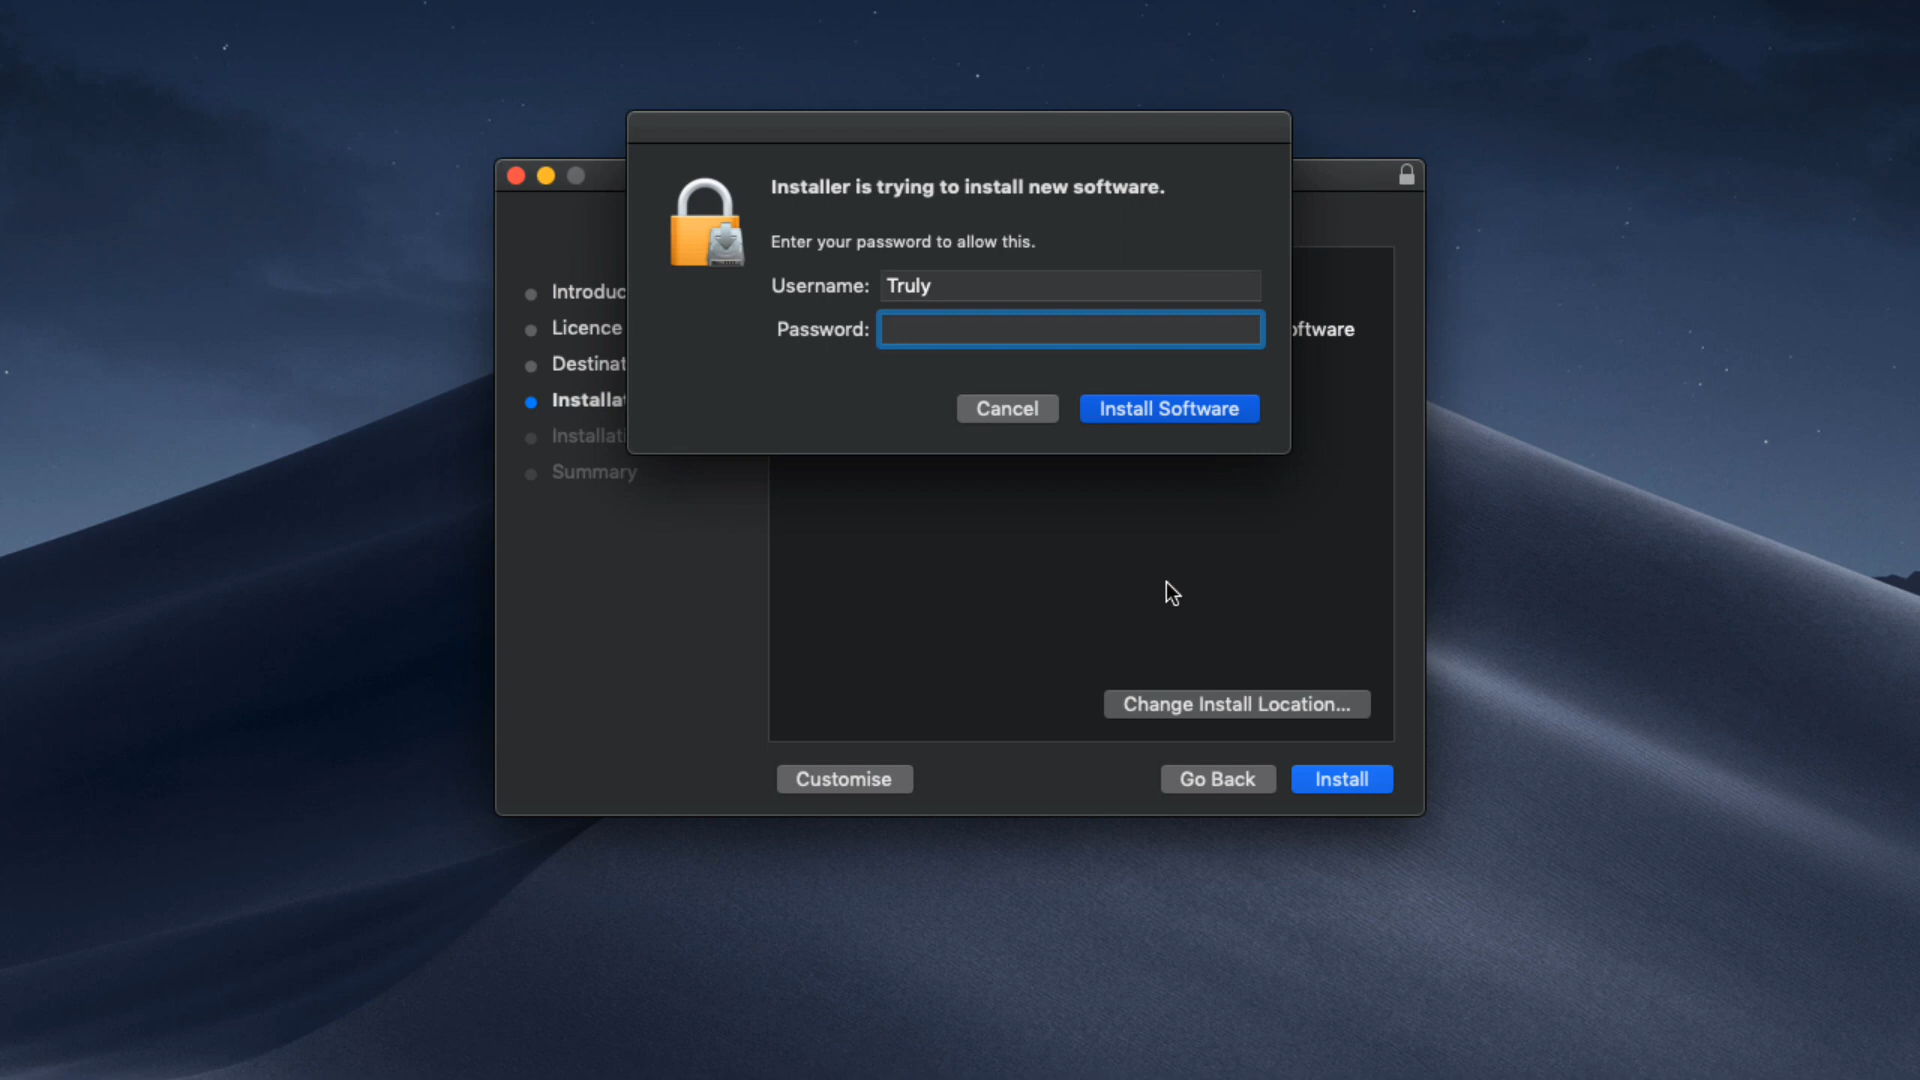 Installer is trying to install new software.
Enter your password to allow this.
Username: Truly
Password:
Cancel
Install Software
Introduc
Licence
Destinat
Installat
Installati
Summary
oftware
Change Install Location...
Customise
Go Back
Install